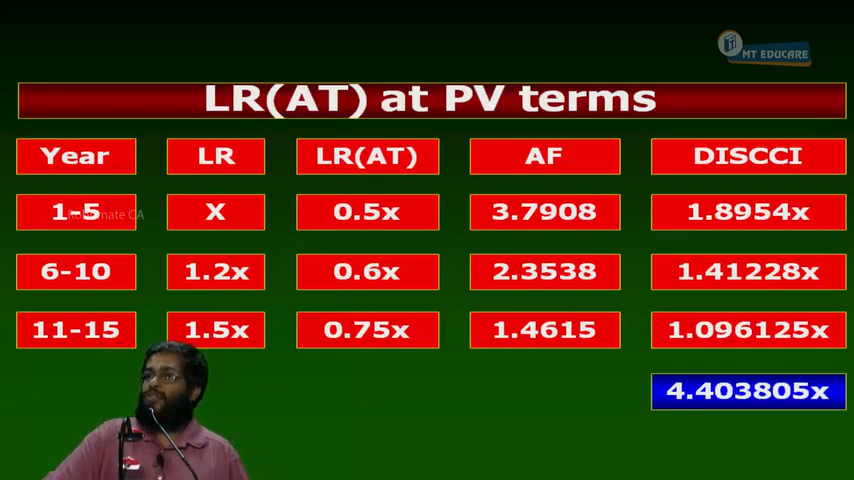 MT EDUCARE
LR(AT) at PV terms
Year LR LR(AT) AF DISCCI
1-5 X 0.5x 3.7908 1.8954x
6-10 1.2x 0.6x 2.3538 1.41228x
11-15 1.5x 0.75x 1.4615 1.096125x
4.403805x